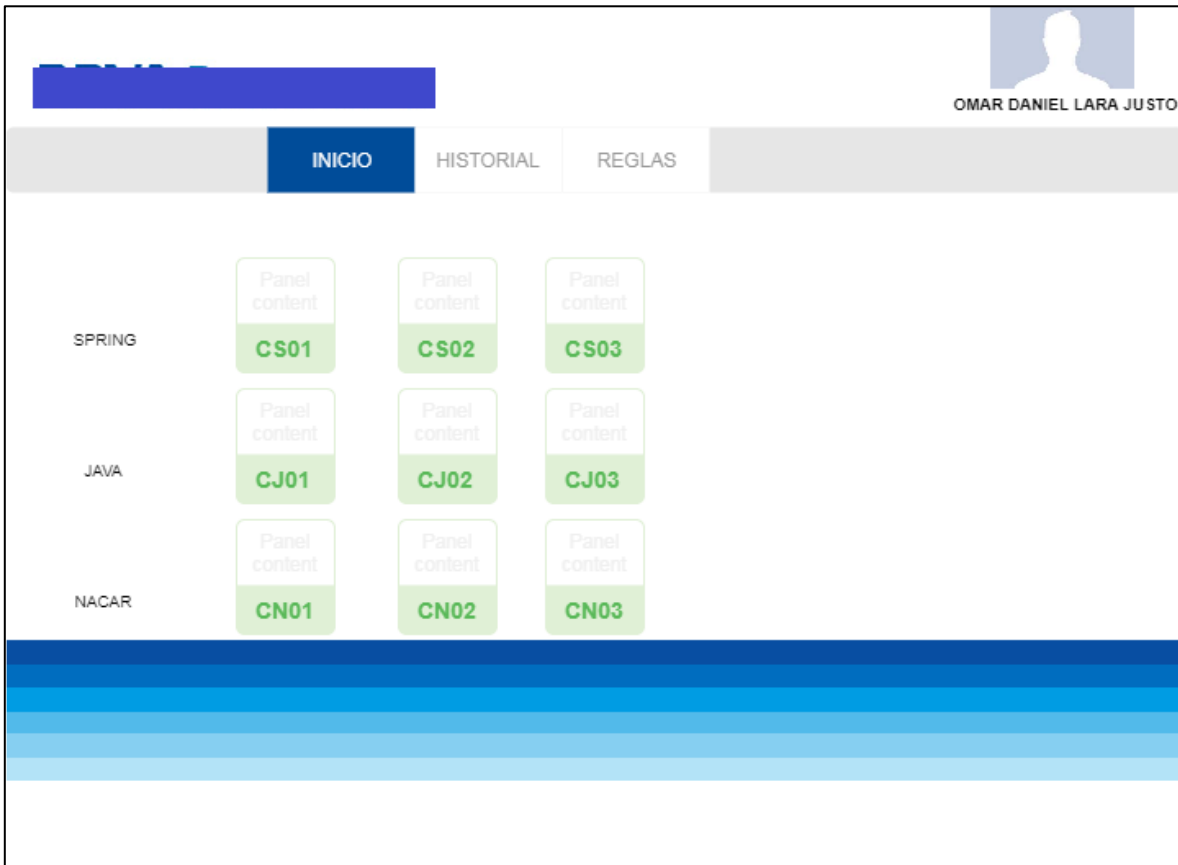 OMAR DANIEL LARA JUSTO
INICIO HISTORIAL REGLAS
Panel content Panel content Panel content
SPRING CS01 CS02 CS03
Panel content Panel content Panel content
JAVA CJ01 CJ02 CJ03
Panel content Panel content Panel content
NACAR CN01 CN02 CN03